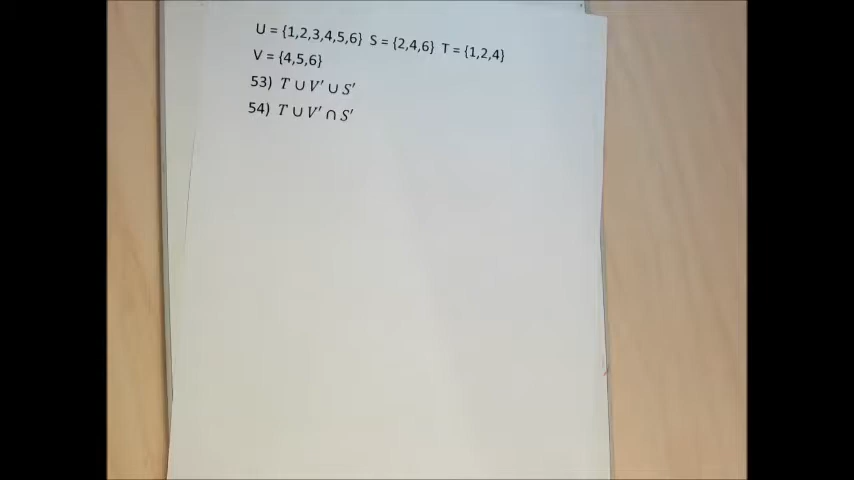 U = {1,2,3,4,5,6} S = {2,4,6} T = {1,2,4}
V = {4,5,6}
53) T ∪ V′ ∪ S′
54) T ∪ V′ ∩ S′